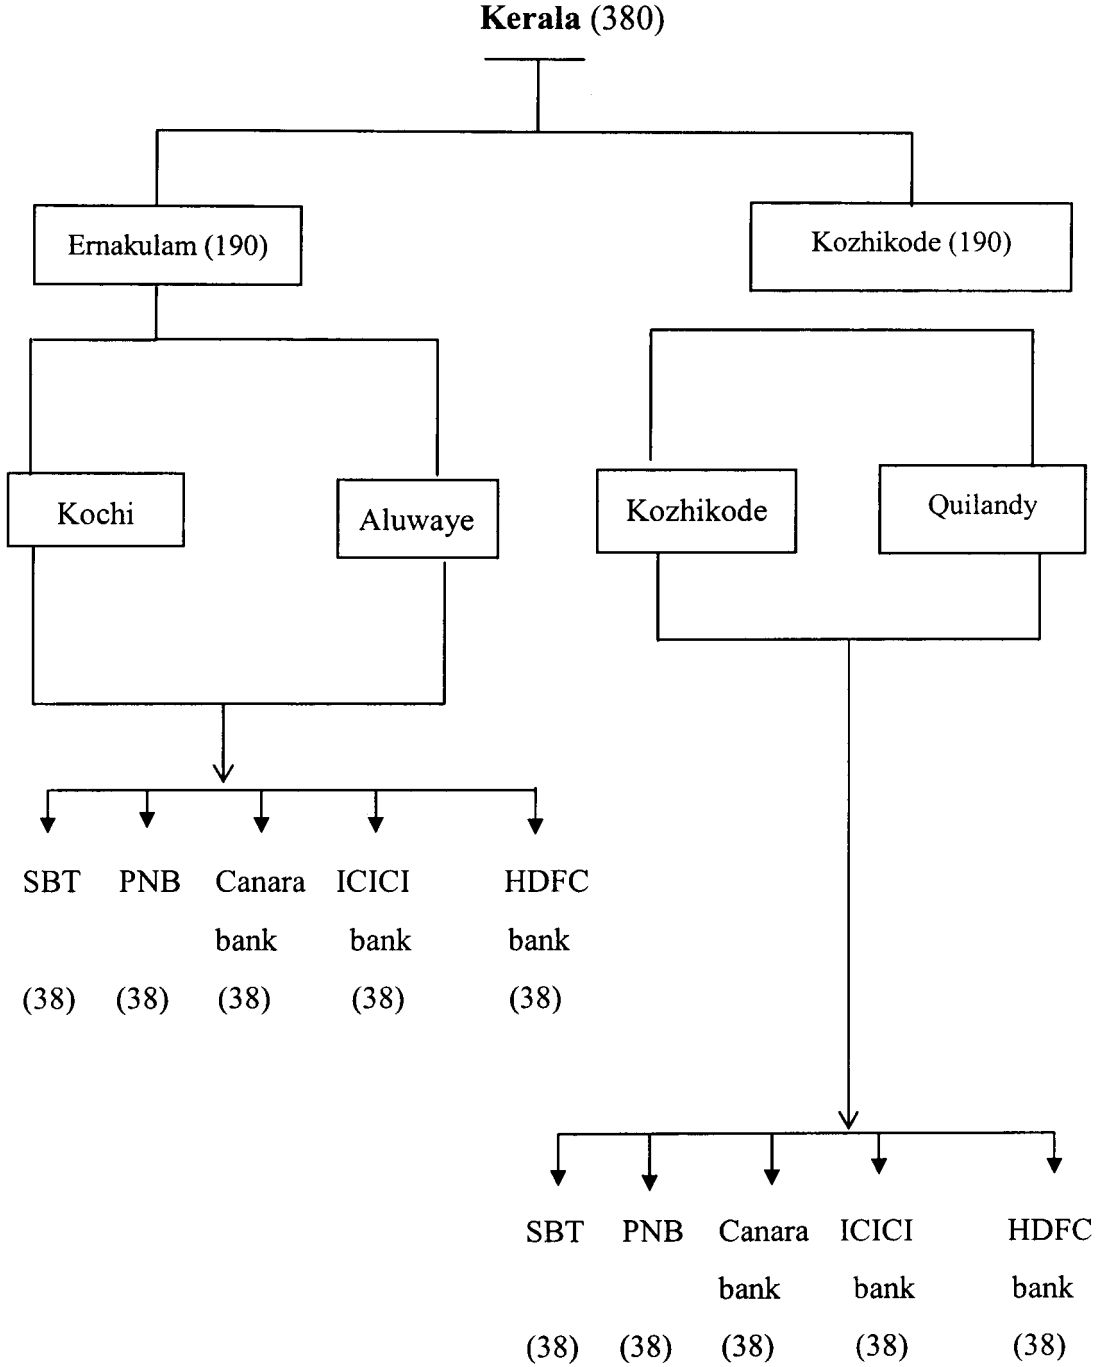 Kerala (380)
Ernakulam (190)
Kozhikode (190)
Kochi
Aluwaye
Kozhikode
Quilandy
SBT PNB Canara ICICI HDFC
bank bank bank
(38) (38) (38) (38) (38)
SBT PNB Canara ICICI HDFC
bank bank bank
(38) (38) (38) (38) (38)